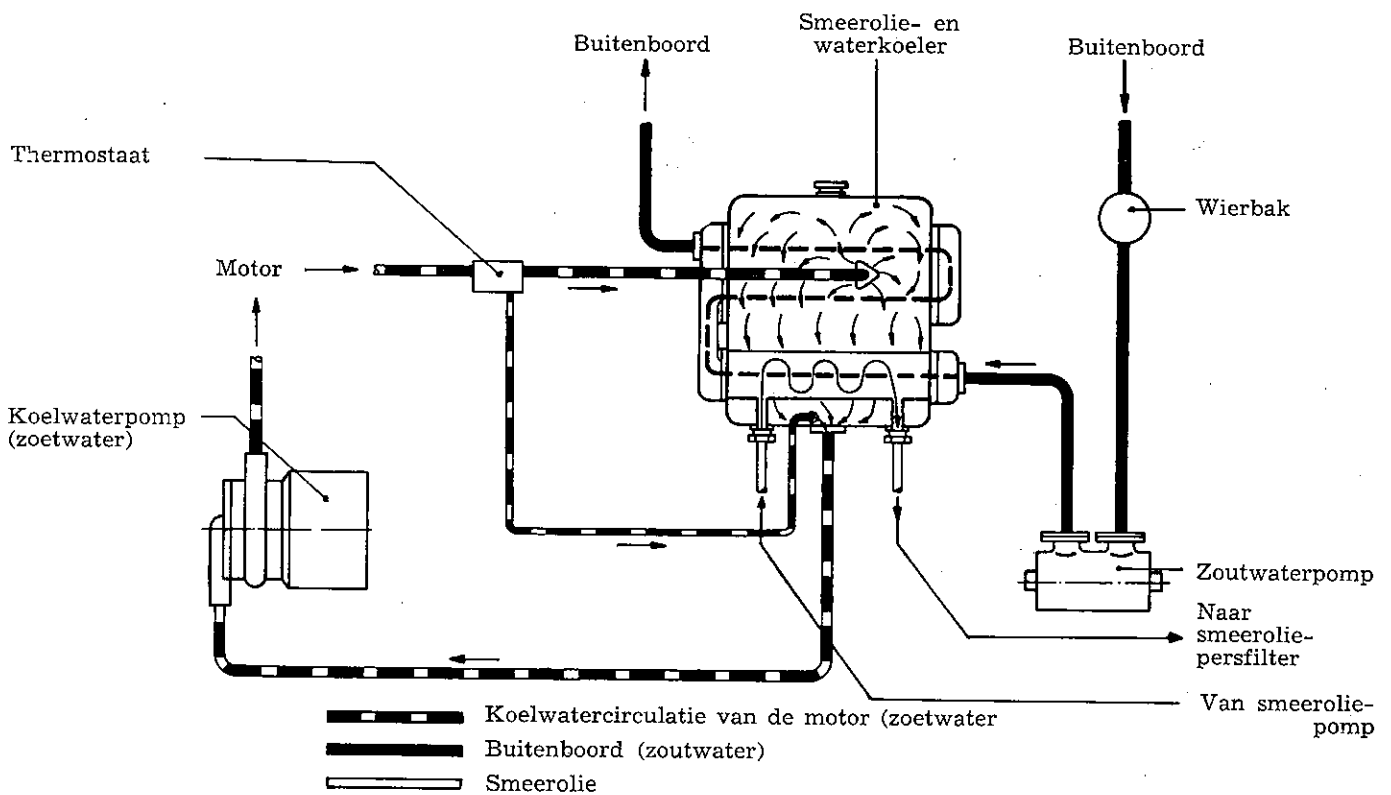 Buitenboord
Smeerolie- en
waterkoeler
Buitenboord
Thermostaat
Wierbak
Motor
Koelwaterpomp
(zoetwater)
Zoutwaterpomp
Naar
smeerolie-
persfilter
Van smeerolie-
pomp
Koelwatercirculatie van de motor (zoetwater
Buitenboord (zoutwater)
Smeerolie